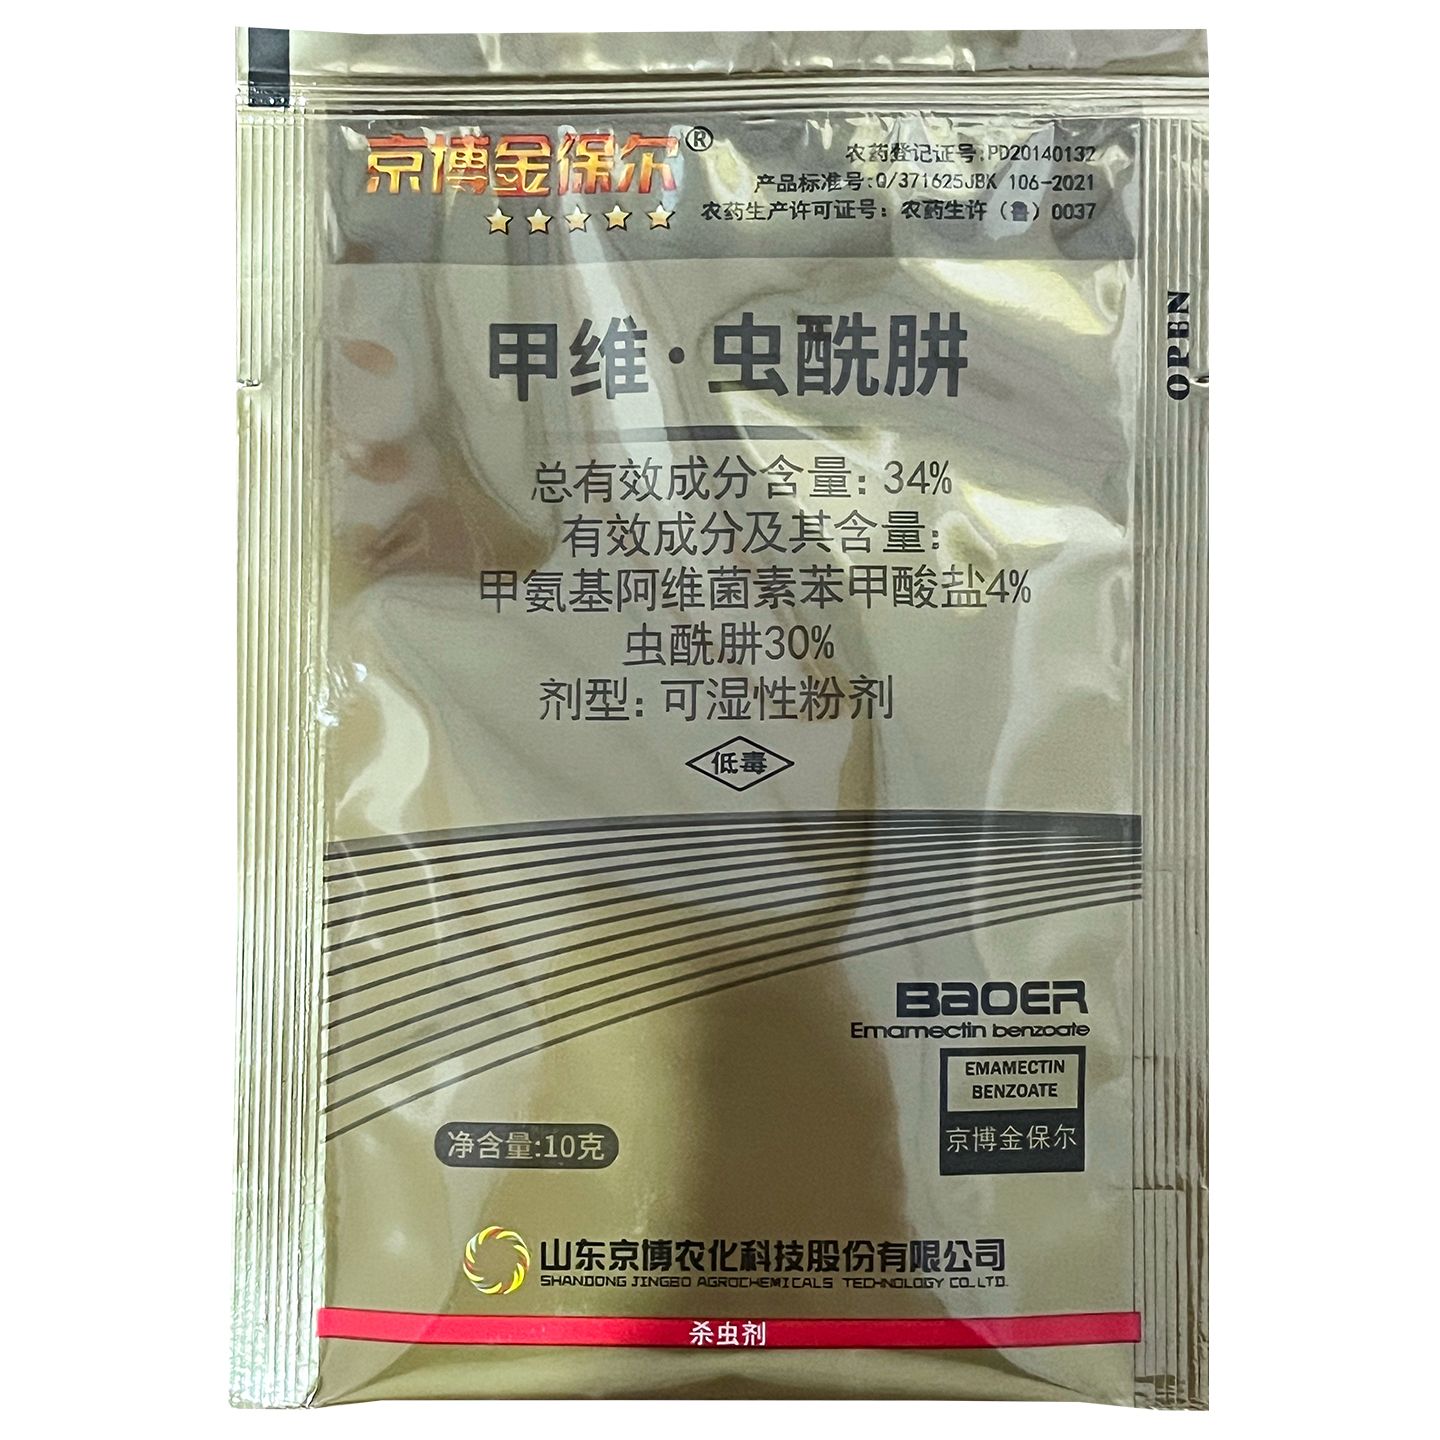 京博金保尔®
农药登记证号:PD20140132
产品标准号:Q/371625JBK 106-2021
农药生产许可证号：农药生许（鲁）0037
OPEN
甲维·虫酰肼
总有效成分含量：34%
有效成分及其含量：
甲氨基阿维菌素苯甲酸盐4%
虫酰肼30%
剂型：可湿性粉剂
低毒
BaOER
Emamectin benzoate
EMAMECTIN
BENZOATE
京博金保尔
净含量:10克
山东京博农化科技股份有限公司
SHANDONG JINGBO AGROCHEMICALS TECHNOLOGY CO.,LTD.
杀虫剂